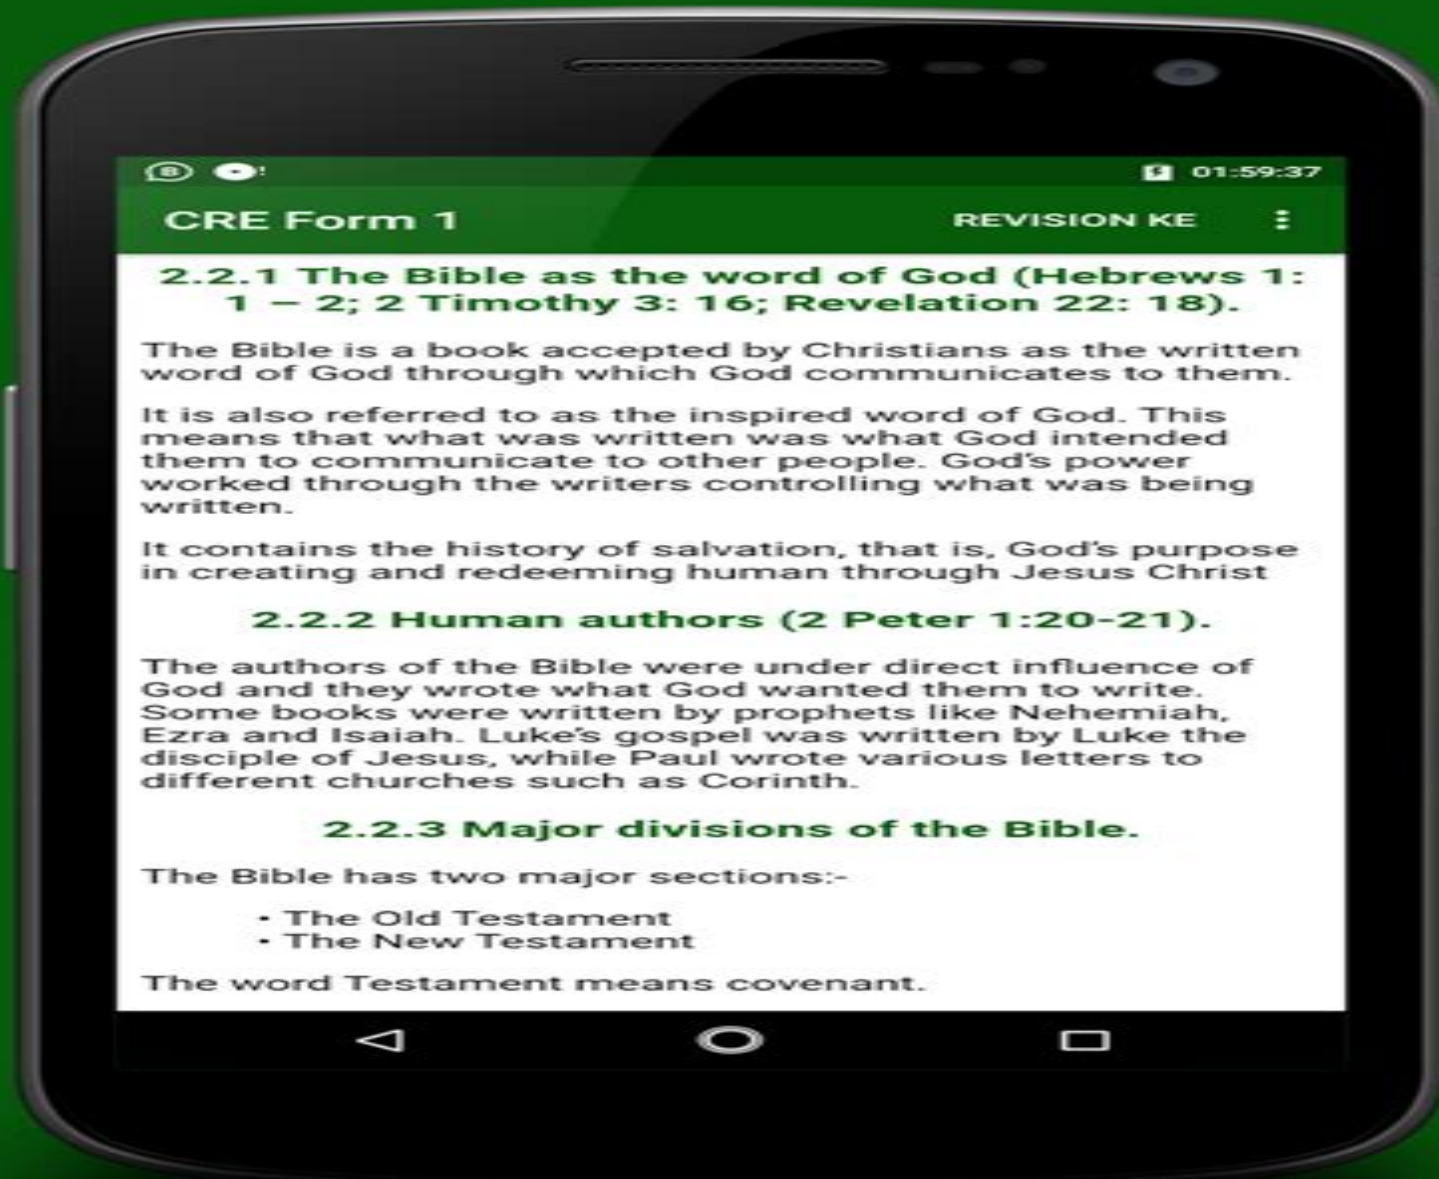 01:59:37
CRE Form 1 REVISION KE
2.2.1 The Bible as the word of God (Hebrews 1:
1 – 2; 2 Timothy 3: 16; Revelation 22: 18).
The Bible is a book accepted by Christians as the written
word of God through which God communicates to them.
It is also referred to as the inspired word of God. This
means that what was written was what God intended
them to communicate to other people. God's power
worked through the writers controlling what was being
written.
It contains the history of salvation, that is, God's purpose
in creating and redeeming human through Jesus Christ
2.2.2 Human authors (2 Peter 1:20-21).
The authors of the Bible were under direct influence of
God and they wrote what God wanted them to write.
Some books were written by prophets like Nehemiah,
Ezra and Isaiah. Luke's gospel was written by Luke the
disciple of Jesus, while Paul wrote various letters to
different churches such as Corinth.
2.2.3 Major divisions of the Bible.
The Bible has two major sections:-
• The Old Testament
• The New Testament
The word Testament means covenant.